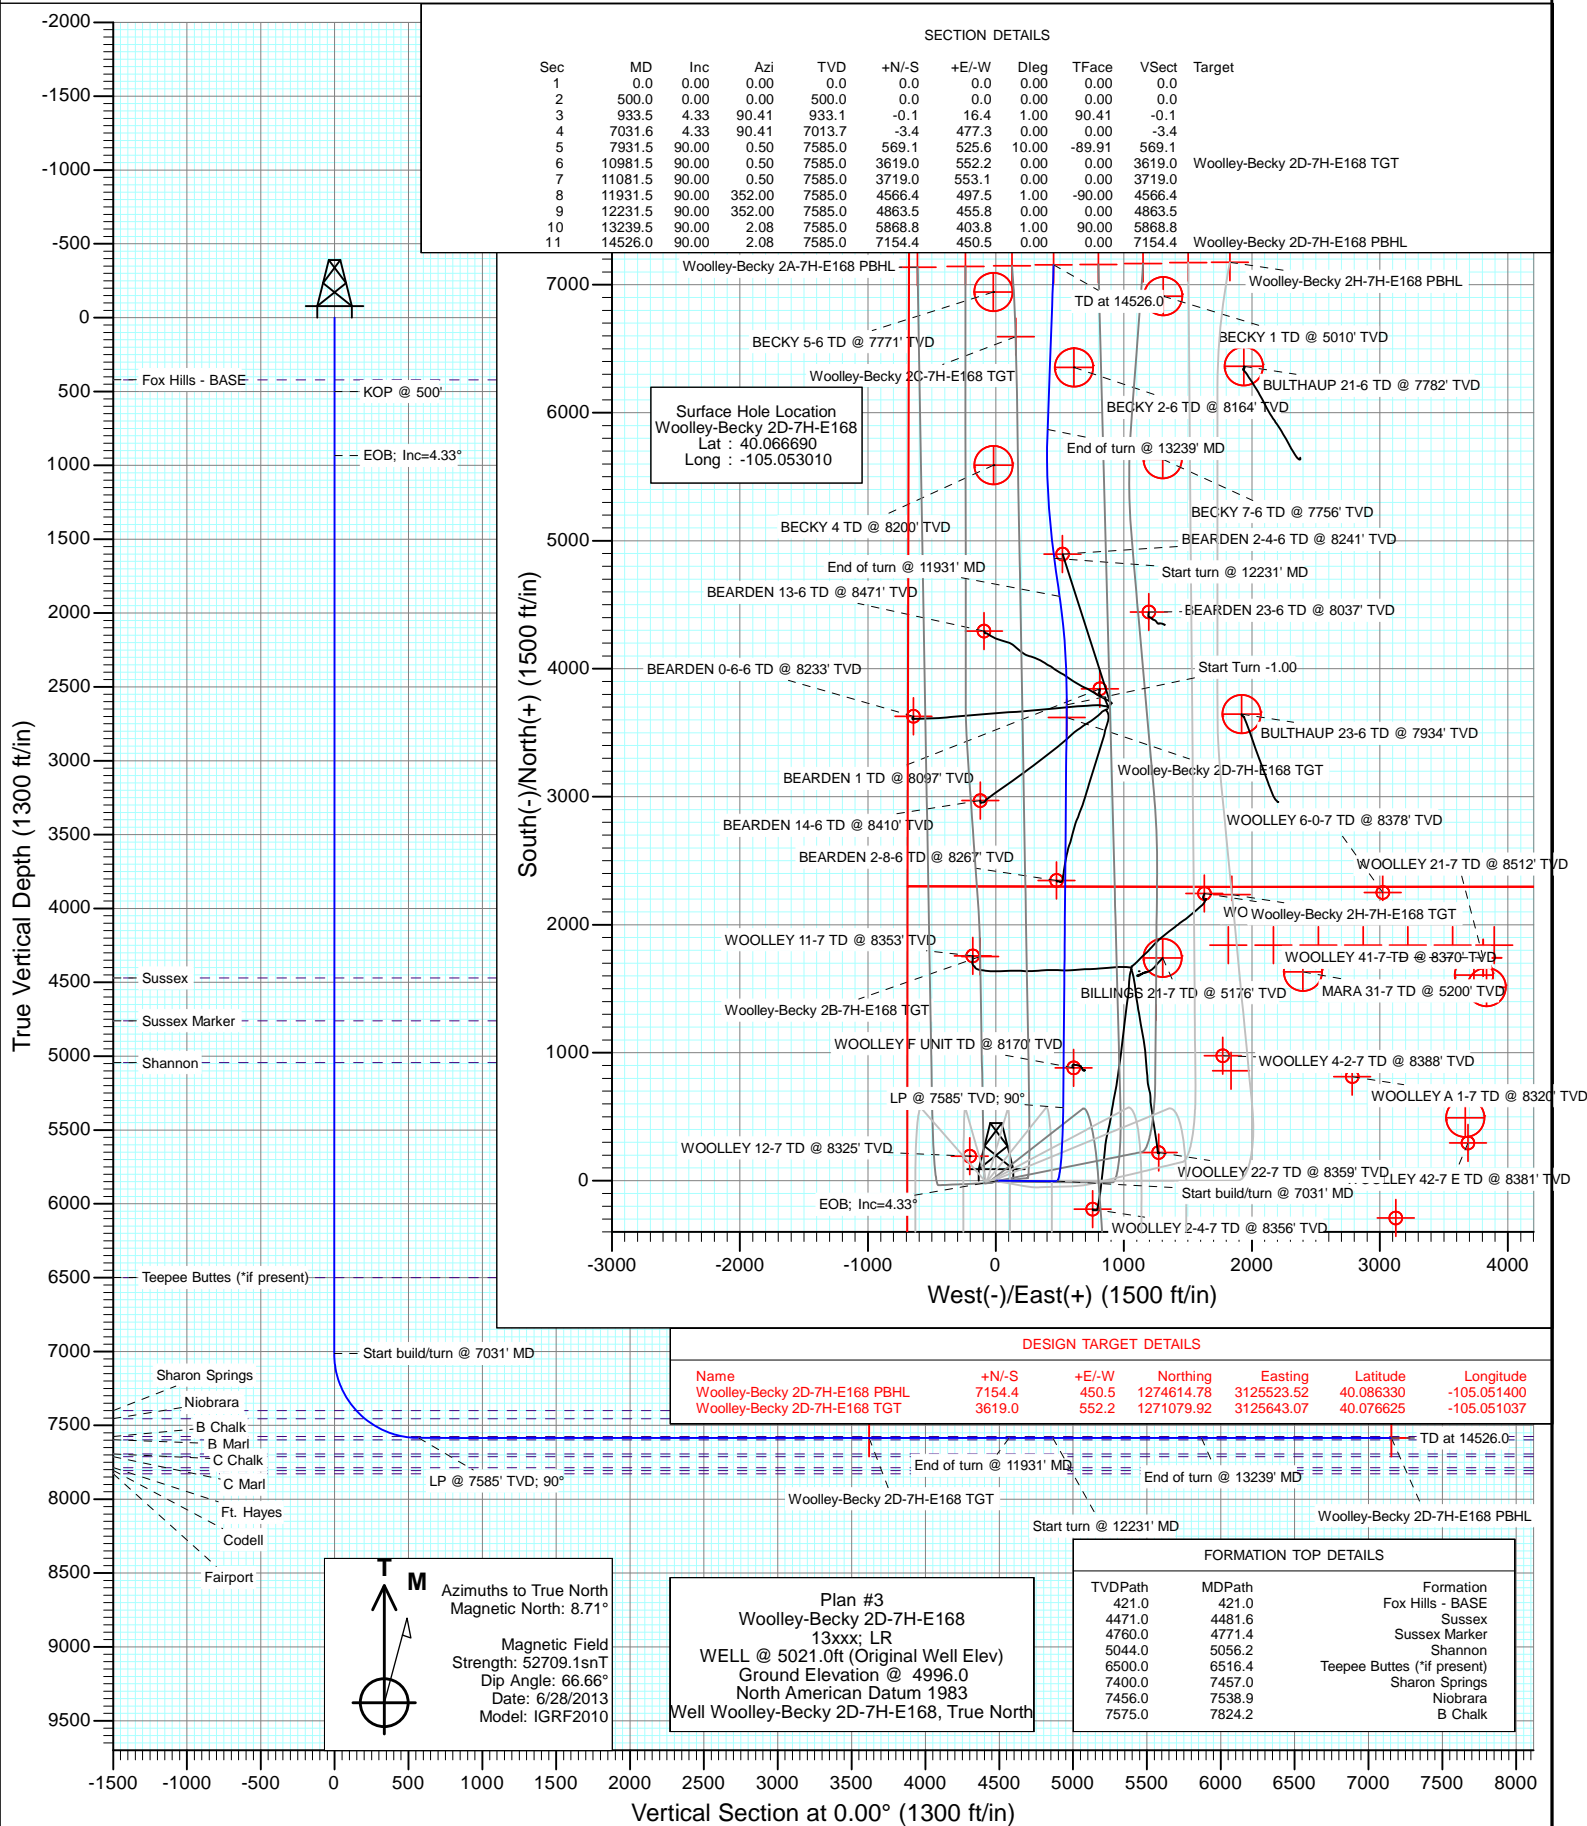 SECTION DETAILS
Sec MD Inc Azi TVD +N/-S +E/-W Dleg TFace VSect Target
1 0.0 0.00 0.00 0.0 0.0 0.0 0.00 0.00 0.0
2 500.0 0.00 0.00 500.0 0.0 0.0 0.00 0.00 0.0
3 933.5 4.33 90.41 933.1 -0.1 16.4 1.00 90.41 -0.1
4 7031.6 4.33 90.41 7013.7 -3.4 477.3 0.00 0.00 -3.4
5 7931.5 90.00 0.50 7585.0 569.1 525.6 10.00 -89.91 569.1
6 10981.5 90.00 0.50 7585.0 3619.0 552.2 0.00 0.00 3619.0 Woolley-Becky 2D-7H-E168 TGT
7 11081.5 90.00 0.50 7585.0 3719.0 553.1 0.00 0.00 3719.0
8 11931.5 90.00 352.00 7585.0 4566.4 497.5 1.00 -90.00 4566.4
9 12231.5 90.00 352.00 7585.0 4863.5 455.8 0.00 0.00 4863.5
10 13239.5 90.00 2.08 7585.0 5868.8 403.8 1.00 90.00 5868.8
11 14526.0 90.00 2.08 7585.0 7154.4 450.5 0.00 0.00 7154.4 Woolley-Becky 2D-7H-E168 PBHL
True Vertical Depth (1300 ft/in)
-2000
-1500
-1000
-500
0
500
1000
1500
2000
2500
3000
3500
4000
4500
5000
5500
6000
6500
7000
7500
8000
8500
9000
9500
Fox Hills - BASE
KOP @ 500'
EOB; Inc=4.33°
Sussex
Sussex Marker
Shannon
Teepee Buttes (*if present)
Start build/turn @ 7031' MD
Sharon Springs
Niobrara
B Chalk
B Marl
C Chalk
C Marl
Ft. Hayes
Codell
Fairport
LP @ 7585' TVD; 90°
Woolley-Becky 2D-7H-E168 TGT
End of turn @ 11931' MD
Start turn @ 12231' MD
End of turn @ 13239' MD
TD at 14526.0
Woolley-Becky 2D-7H-E168 PBHL
-1500 -1000 -500 0 500 1000 1500 2000 2500 3000 3500 4000 4500 5000 5500 6000 6500 7000 7500 8000
Vertical Section at 0.00° (1300 ft/in)
South(-)/North(+) (1500 ft/in)
7000
6000
5000
4000
3000
2000
1000
0
-3000 -2000 -1000 0 1000 2000 3000 4000
West(-)/East(+) (1500 ft/in)
Woolley-Becky 2A-7H-E168 PBHL
Woolley-Becky 2H-7H-E168 PBHL
TD at 14526.0
BECKY 5-6 TD @ 7771' TVD
BECKY 1 TD @ 5010' TVD
Woolley-Becky 2C-7H-E168 TGT
BULTHAUP 21-6 TD @ 7782' TVD
BECKY 2-6 TD @ 8164' TVD
Surface Hole Location
Woolley-Becky 2D-7H-E168
Lat : 40.066690
Long : -105.053010
End of turn @ 13239' MD
BECKY 4 TD @ 8200' TVD
BECKY 7-6 TD @ 7756' TVD
BEARDEN 2-4-6 TD @ 8241' TVD
End of turn @ 11931' MD
Start turn @ 12231' MD
BEARDEN 13-6 TD @ 8471' TVD
BEARDEN 23-6 TD @ 8037' TVD
BEARDEN 0-6-6 TD @ 8233' TVD
Start Turn -1.00
BULTHAUP 23-6 TD @ 7934' TVD
BEARDEN 1 TD @ 8097' TVD
Woolley-Becky 2D-7H-E168 TGT
BEARDEN 14-6 TD @ 8410' TVD
WOOLLEY 6-0-7 TD @ 8378' TVD
BEARDEN 2-8-6 TD @ 8267' TVD
WOOLLEY 21-7 TD @ 8512' TVD
WO
Woolley-Becky 2H-7H-E168 TGT
WOOLLEY 11-7 TD @ 8353' TVD
WOOLLEY 41-7 TD @ 8370' TVD
BILLINGS 21-7 TD @ 5176' TVD
MARA 31-7 TD @ 5200' TVD
Woolley-Becky 2B-7H-E168 TGT
WOOLLEY F UNIT TD @ 8170' TVD
WOOLLEY 4-2-7 TD @ 8388' TVD
LP @ 7585' TVD; 90°
WOOLLEY A 1-7 TD @ 8320' TVD
WOOLLEY 12-7 TD @ 8325' TVD
WOOLLEY 22-7 TD @ 8359' TVD
LLEY 42-7 E TD @ 8381' TVD
EOB; Inc=4.33°
Start build/turn @ 7031' MD
WOOLLEY 2-4-7 TD @ 8356' TVD
DESIGN TARGET DETAILS
Name +N/-S +E/-W Northing Easting Latitude Longitude
Woolley-Becky 2D-7H-E168 PBHL 7154.4 450.5 1274614.78 3125523.52 40.086330 -105.051400
Woolley-Becky 2D-7H-E168 TGT 3619.0 552.2 1271079.92 3125643.07 40.076625 -105.051037
T
M
Azimuths to True North
Magnetic North: 8.71°
Magnetic Field
Strength: 52709.1snT
Dip Angle: 66.66°
Date: 6/28/2013
Model: IGRF2010
Plan #3
Woolley-Becky 2D-7H-E168
13xxx; LR
WELL @ 5021.0ft (Original Well Elev)
Ground Elevation @ 4996.0
North American Datum 1983
Well Woolley-Becky 2D-7H-E168, True North
FORMATION TOP DETAILS
TVDPath MDPath Formation
421.0 421.0 Fox Hills - BASE
4471.0 4481.6 Sussex
4760.0 4771.4 Sussex Marker
5044.0 5056.2 Shannon
6500.0 6516.4 Teepee Buttes (*if present)
7400.0 7457.0 Sharon Springs
7456.0 7538.9 Niobrara
7575.0 7824.2 B Chalk